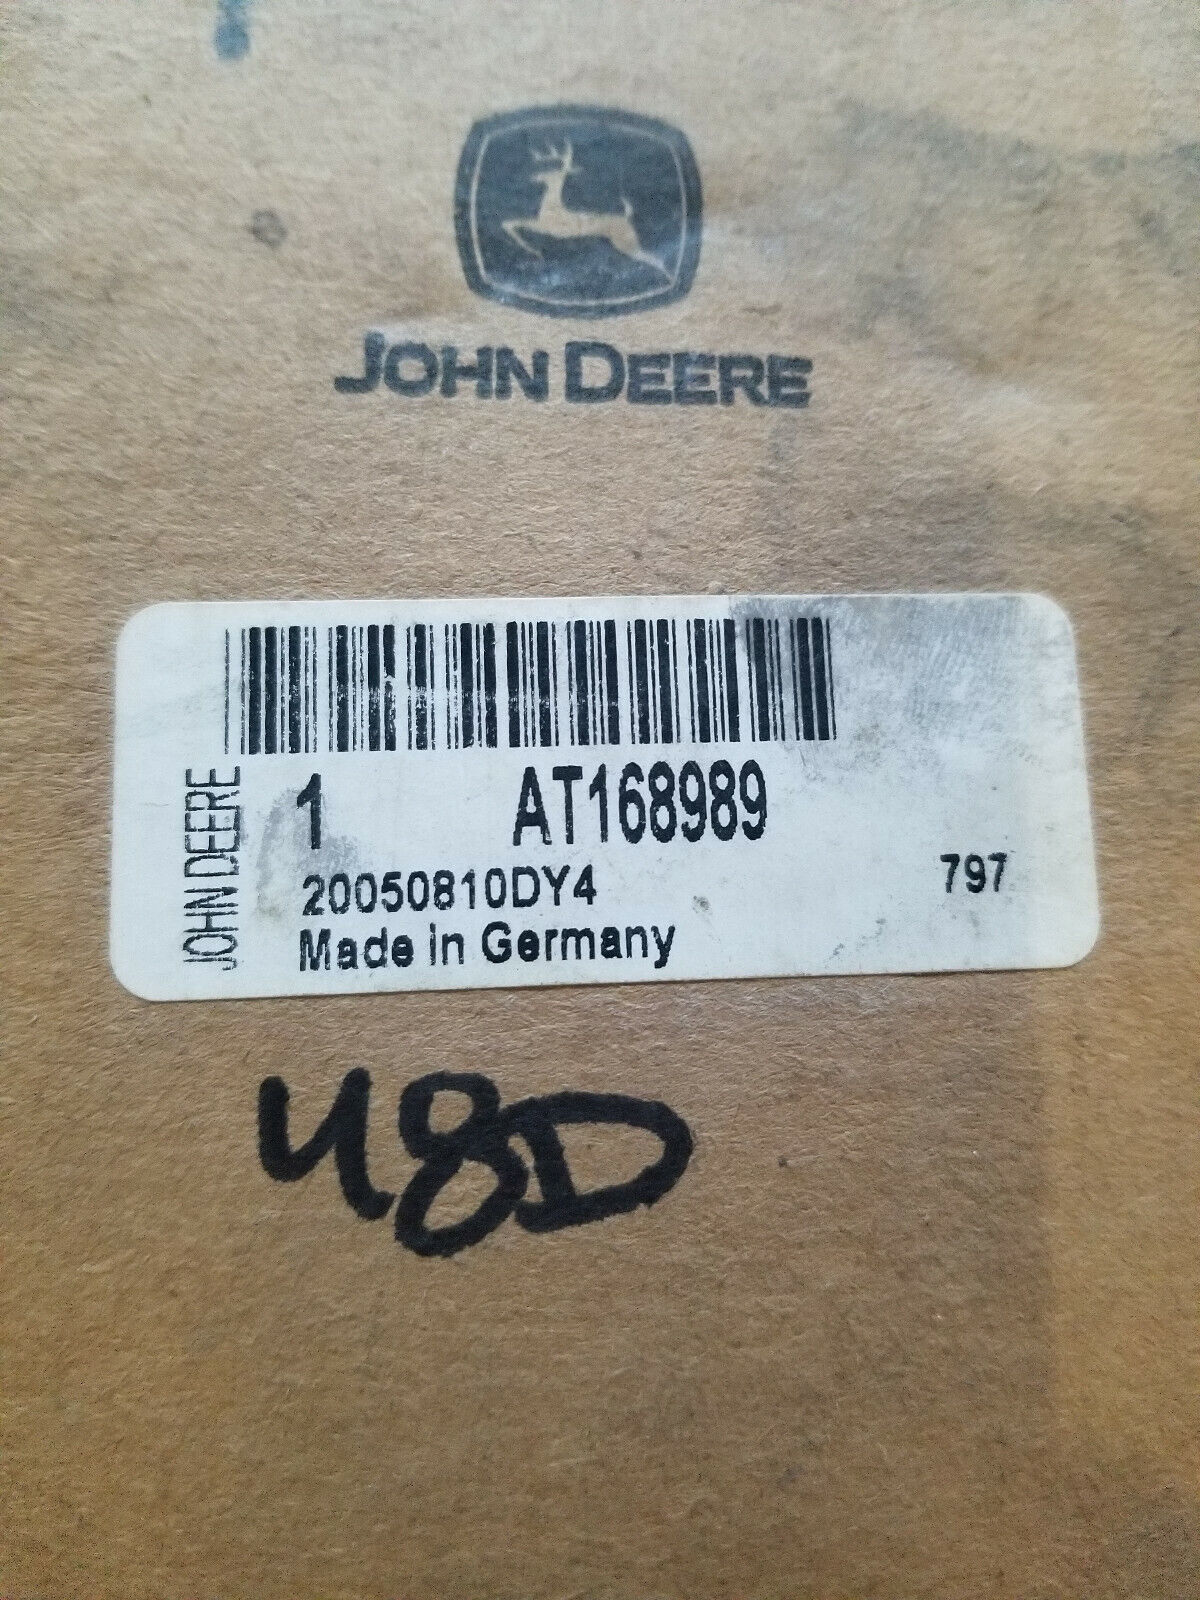 JOHN DEERE
JOHN DEERE
1 AT168989
20050810DY4 797
Made in Germany
48D